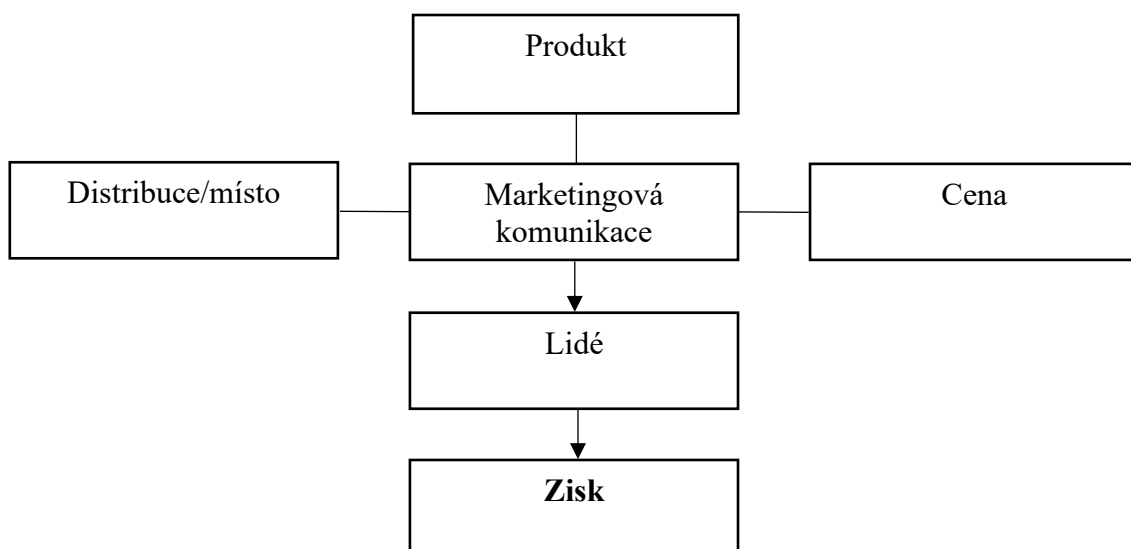 Produkt
Distribuce/místo
Marketingová
komunikace
Cena
Lidé
Zisk